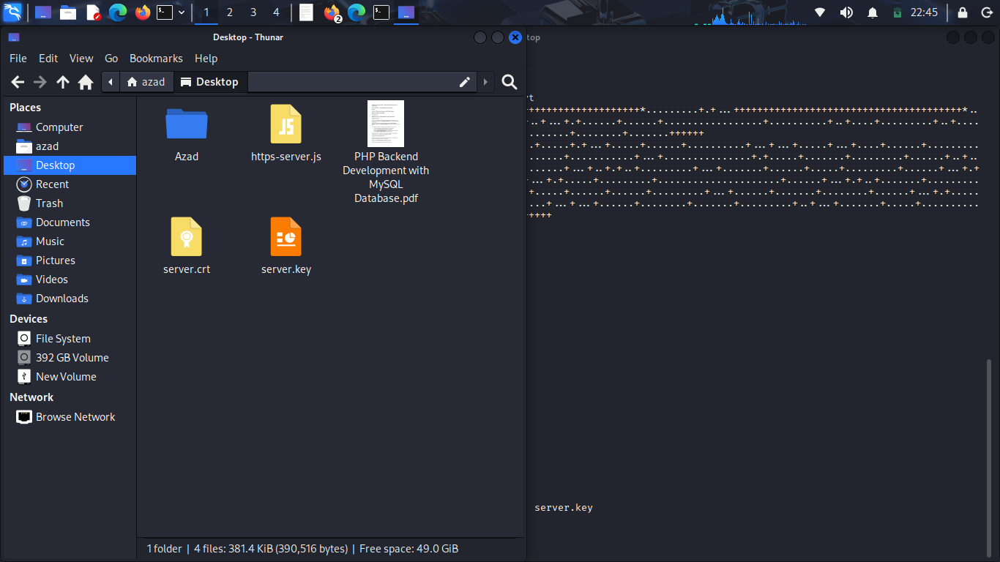 1 2 3 4
2
22:45
Desktop - Thunar
top
File Edit View Go Bookmarks Help
azad Desktop
Places
Computer
azad
Desktop
Recent
Trash
Documents
Music
Pictures
Videos
Downloads
Devices
File System
392 GB Volume
New Volume
Network
Browse Network
Azad
JS
https-server.js
PHP Backend
Development with
MySQL
Database.pdf
server.crt
server.key
1 folder | 4 files: 381.4 KiB (390,516 bytes) | Free space: 49.0 GiB
server.key